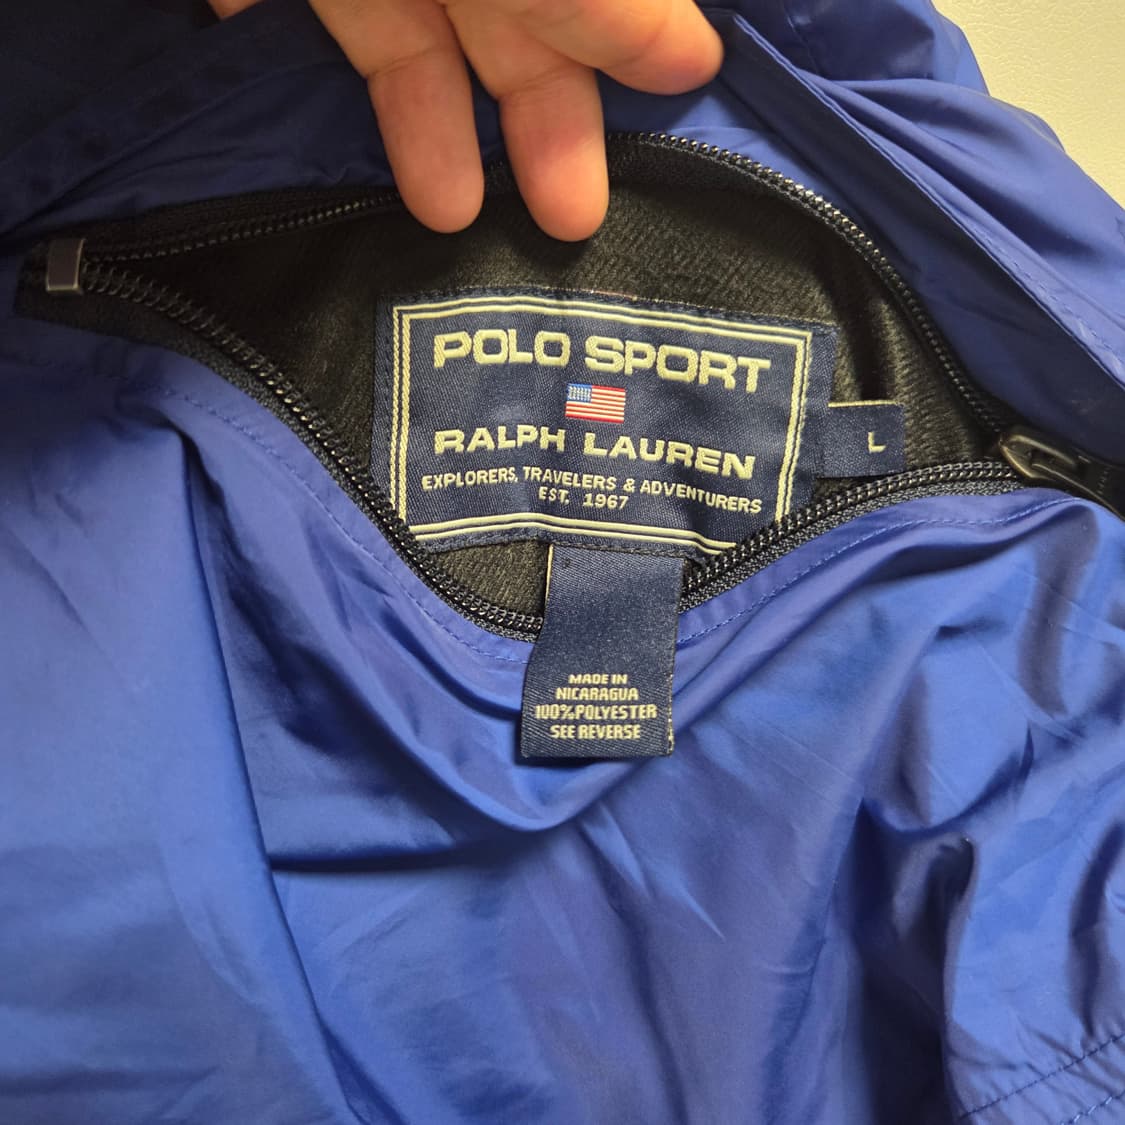 POLO SPORT
RALPH LAUREN
EXPLORERS, TRAVELERS & ADVENTURERS
EST. 1967
L
MADE IN
NICARAGUA
100%POLYESTER
SEE REVERSE